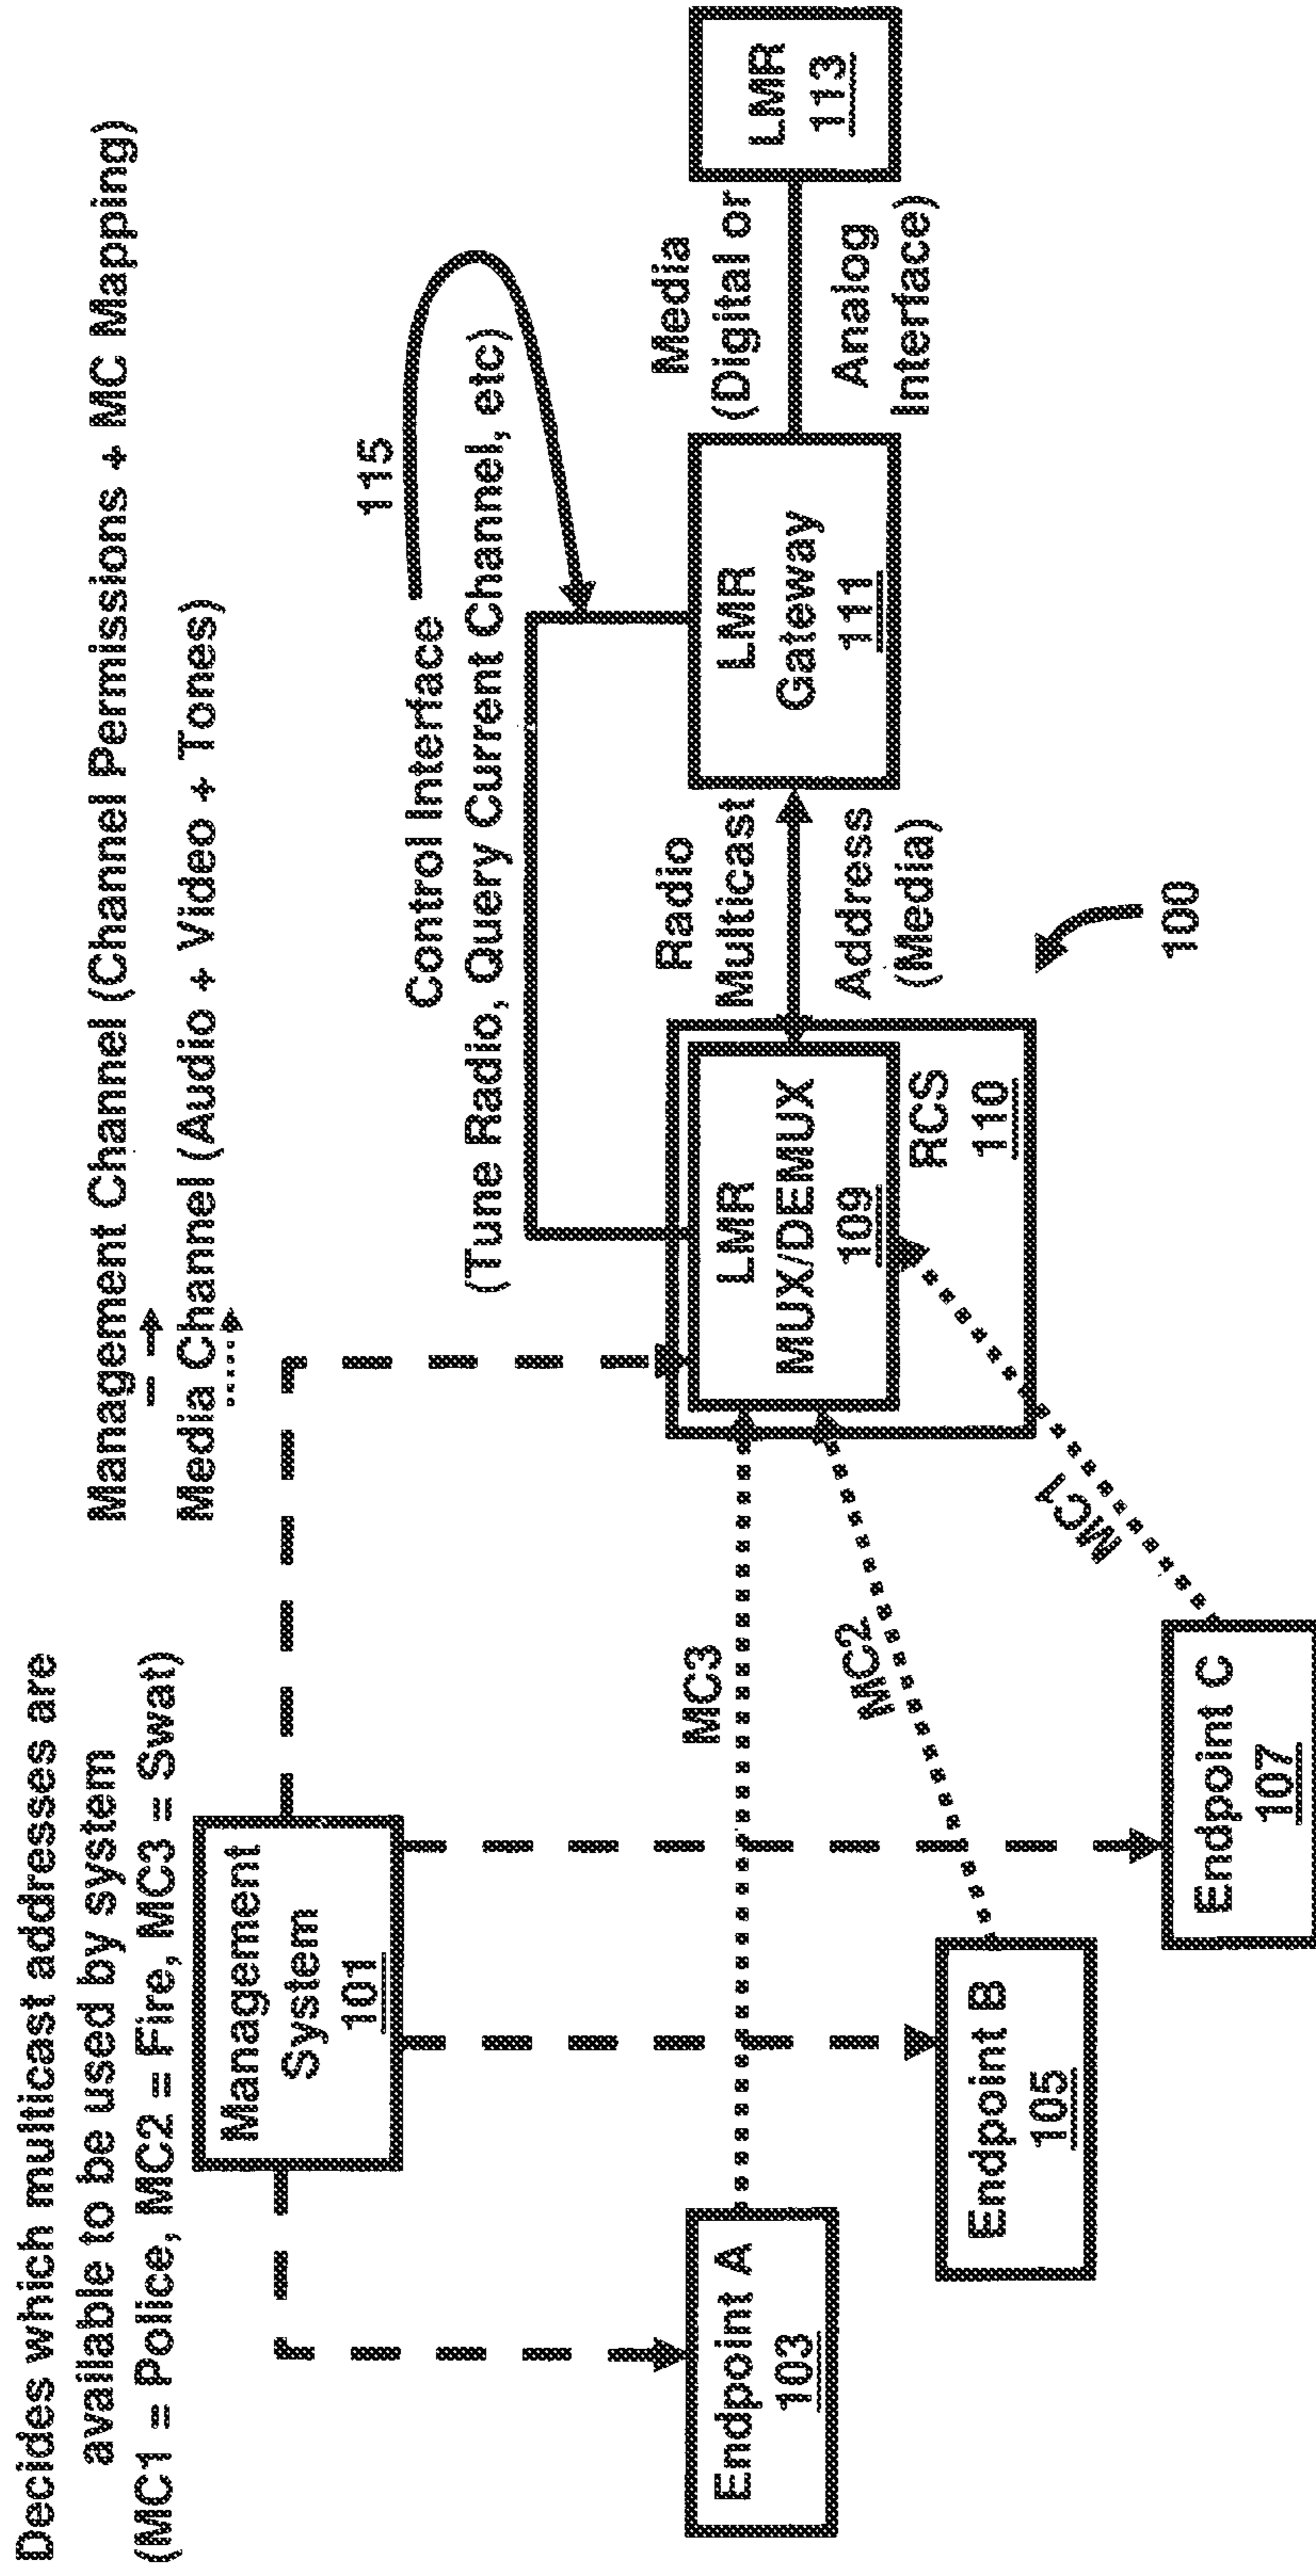 Decides which multicast addresses are
available to be used by system
(MC1 = Police, MC2 = Fire, MC3 = Swat)
Management Channel (Channel Permissions + MC Mapping)
Media Channel (Audio + Video + Tones)
Management
System
101
115
Control Interface
(Tune Radio, Query Current Channel, etc)
Endpoint A
103
Endpoint B
105
Endpoint C
107
MC3
MC2
MC1
LMR
MUX/DEMUX
109
RCS
110
Radio
Multicast
Address
(Media)
LMR
Gateway
111
Media
(Digital or
Analog
Interface)
LMR
113
100